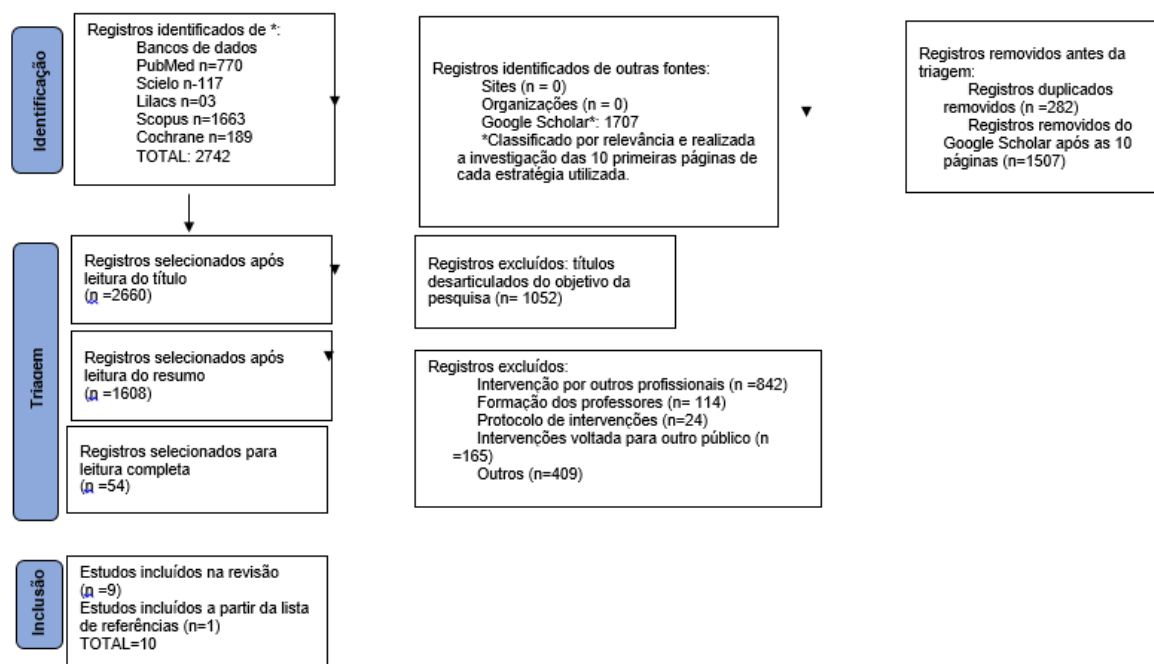 Identificação
Registros identificados de *:
Bancos de dados
PubMed n=770
Scielo n-117
Lilacs n=03
Scopus n=1663
Cochrane n=189
TOTAL: 2742
Registros identificados de outras fontes:
Sites (n = 0)
Organizações (n = 0)
Google Scholar*: 1707
*Classificado por relevância e realizada
a investigação das 10 primeiras páginas de
cada estratégia utilizada.
Registros removidos antes da
triagem:
Registros duplicados
removidos (n =282)
Registros removidos do
Google Scholar após as 10
páginas (n=1507)
Triagem
Registros selecionados após
leitura do título
(n =2660)
Registros excluídos: títulos
desarticulados do objetivo da
pesquisa (n= 1052)
Registros selecionados após
leitura do resumo
(n =1608)
Registros excluídos:
Intervenção por outros profissionais (n =842)
Formação dos professores (n= 114)
Protocolo de intervenções (n=24)
Intervenções voltada para outro público (n
=165)
Outros (n=409)
Registros selecionados para
leitura completa
(n =54)
Inclusão
Estudos incluídos na revisão
(n =9)
Estudos incluídos a partir da lista
de referências (n=1)
TOTAL=10